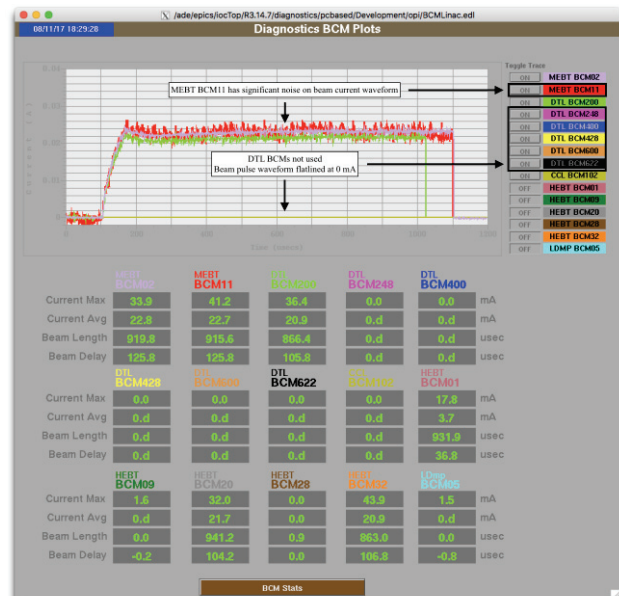 /ade/epics/iocTop/R3.14.7/diagnostics/pcbased/Development/opi/BCMLinac.edl
08/11/17 18:29:28
Diagnostics BCM Plots
Toggle Trace
ON MEBT BCM02
ON MEBT BCM11
ON DTL BCM200
ON DTL BCM248
ON DTL BCM400
ON DTL BCM428
ON DTL BCM600
ON DTL BCM622
ON CCL BCM102
OFF HEBT BCM01
OFF HEBT BCM09
OFF HEBT BCM20
OFF HEBT BCM28
OFF HEBT BCM32
OFF LDMP BCM05
MEBT BCM11 has significant noise on beam current waveform
DTL BCMs not used
Beam pulse waveform flatlined at 0 mA
MEBT MEBT DTL DTL DTL
BCM02 BCM11 BCM200 BCM248 BCM400
Current Max 33.9 41.2 36.4 0.0 0.0 mA
Current Avg 22.8 22.7 20.9 0.d 0.d mA
Beam Length 919.8 915.6 866.4 0.d 0.d usec
Beam Delay 125.8 125.8 105.8 0.d 0.d usec
DTL DTL DTL HEBT
BCM428 BCM600 BCM622 BCM01
Current Max 0.0 0.0 0.0 0.0 17.8 mA
Current Avg 0.d 0.d 0.d 0.d 3.7 mA
Beam Length 0.d 0.d 0.d 0.d 931.9 usec
Beam Delay 0.d 0.d 0.d 0.d 36.8 usec
HEBT HEBT HEBT HEBT LDmp
BCM09 BCM20 BCM28 BCM32 BCM05
Current Max 1.6 32.0 0.0 43.9 1.5 mA
Current Avg 0.d 21.7 0.0 20.9 0.d mA
Beam Length 0.0 941.2 0.9 863.0 0.0 usec
Beam Delay -0.2 104.2 0.0 106.8 -0.8 usec
BCM Stats